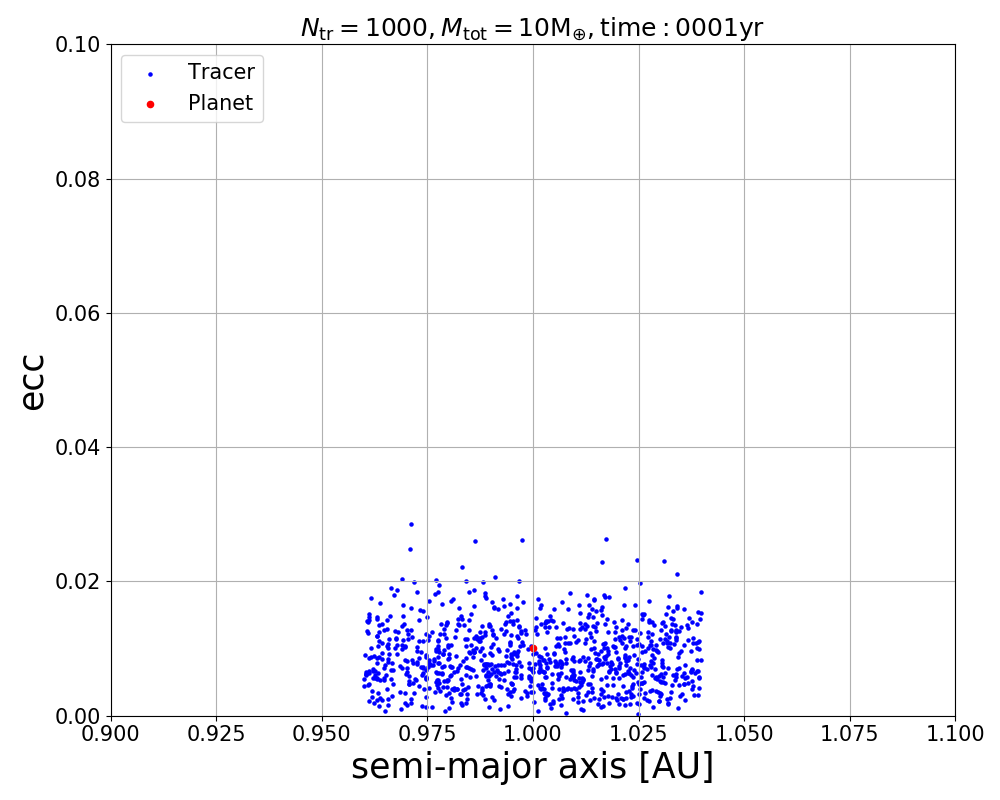 N_tr = 1000, M_tot = 10M_⊕, time : 0001yr
Tracer
Planet
0.10
0.08
0.06
0.04
0.02
0.00
ecc
0.900 0.925 0.950 0.975 1.000 1.025 1.050 1.075 1.100
semi-major axis [AU]